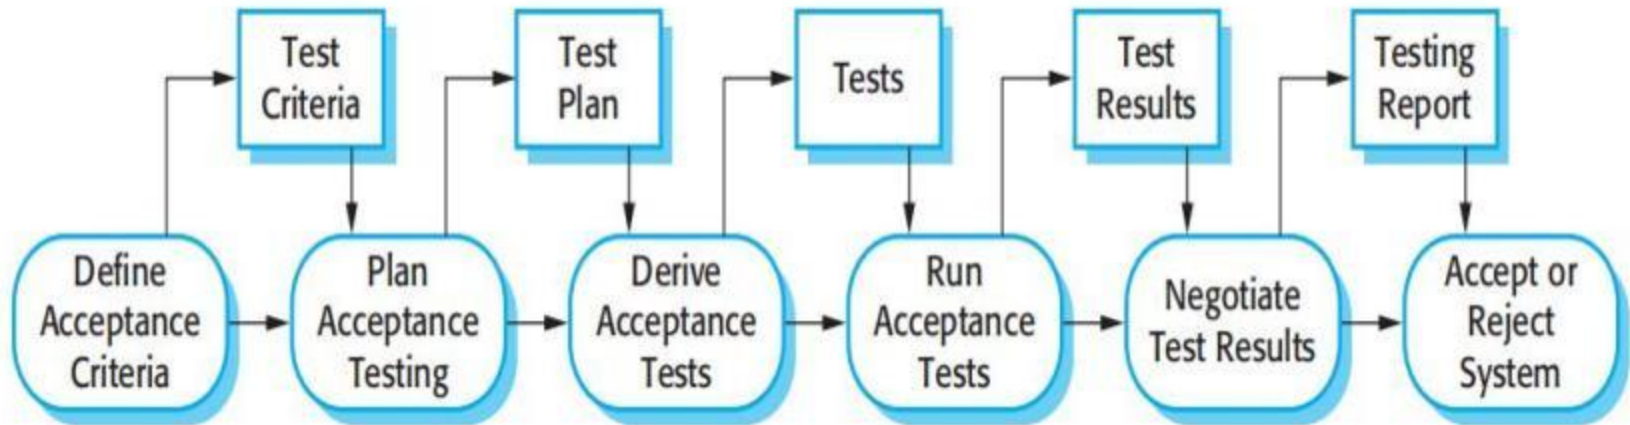 Test
Criteria
Test
Plan
Tests
Test
Results
Testing
Report
Define
Acceptance
Criteria
Plan
Acceptance
Testing
Derive
Acceptance
Tests
Run
Acceptance
Tests
Negotiate
Test Results
Accept or
Reject
System